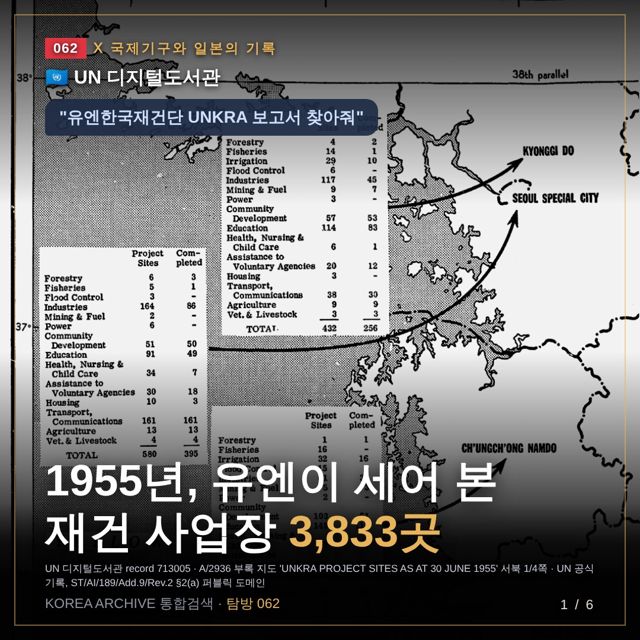 062 X 국제기구와 일본의 기록
UN 디지털도서관
"유엔한국재건단 UNKRA 보고서 찾아줘"
38°
38th parallel
Forestry 4 2
Fisheries 14 1
Irrigation 29 10
Flood Control 6 -
Industries 117 45
Mining & Fuel 9 7
Power 3 -
Community
Development 57 53
Education 114 83
Health, Nursing &
Child Care 6 1
Assistance to
Voluntary Agencies 20 12
Housing 3 -
Transport,
Communications 38 30
Agriculture 9 9
Vet. & Livestock 3 3
TOTAL 432 256
KYONGGI DO
SEOUL SPECIAL CITY
Project Com-
Sites pleted
Forestry 6 3
Fisheries 5 1
Flood Control 3 -
Industries 164 86
Mining & Fuel 2 -
Power 6 -
Community
Development 51 50
Education 91 49
Health, Nursing &
Child Care 34 7
Assistance to
Voluntary Agencies 30 18
Housing 10 3
Transport,
Communications 161 161
Agriculture 13 13
Vet. & Livestock 4 4
TOTAL 580 395
37°
Project Com-
Sites pleted
Forestry 1 1
Fisheries 16 -
Irrigation 32 16
CH'UNGCH'ONG NAMDO
1955년, 유엔이 세어 본
재건 사업장 3,833곳
UN 디지털도서관 record 713005 · A/2936 부록 지도 'UNKRA PROJECT SITES AS AT 30 JUNE 1955' 서북 1/4쪽 · UN 공식
기록, ST/AI/189/Add.9/Rev.2 §2(a) 퍼블릭 도메인
KOREA ARCHIVE 통합검색 · 탐방 062
1 / 6